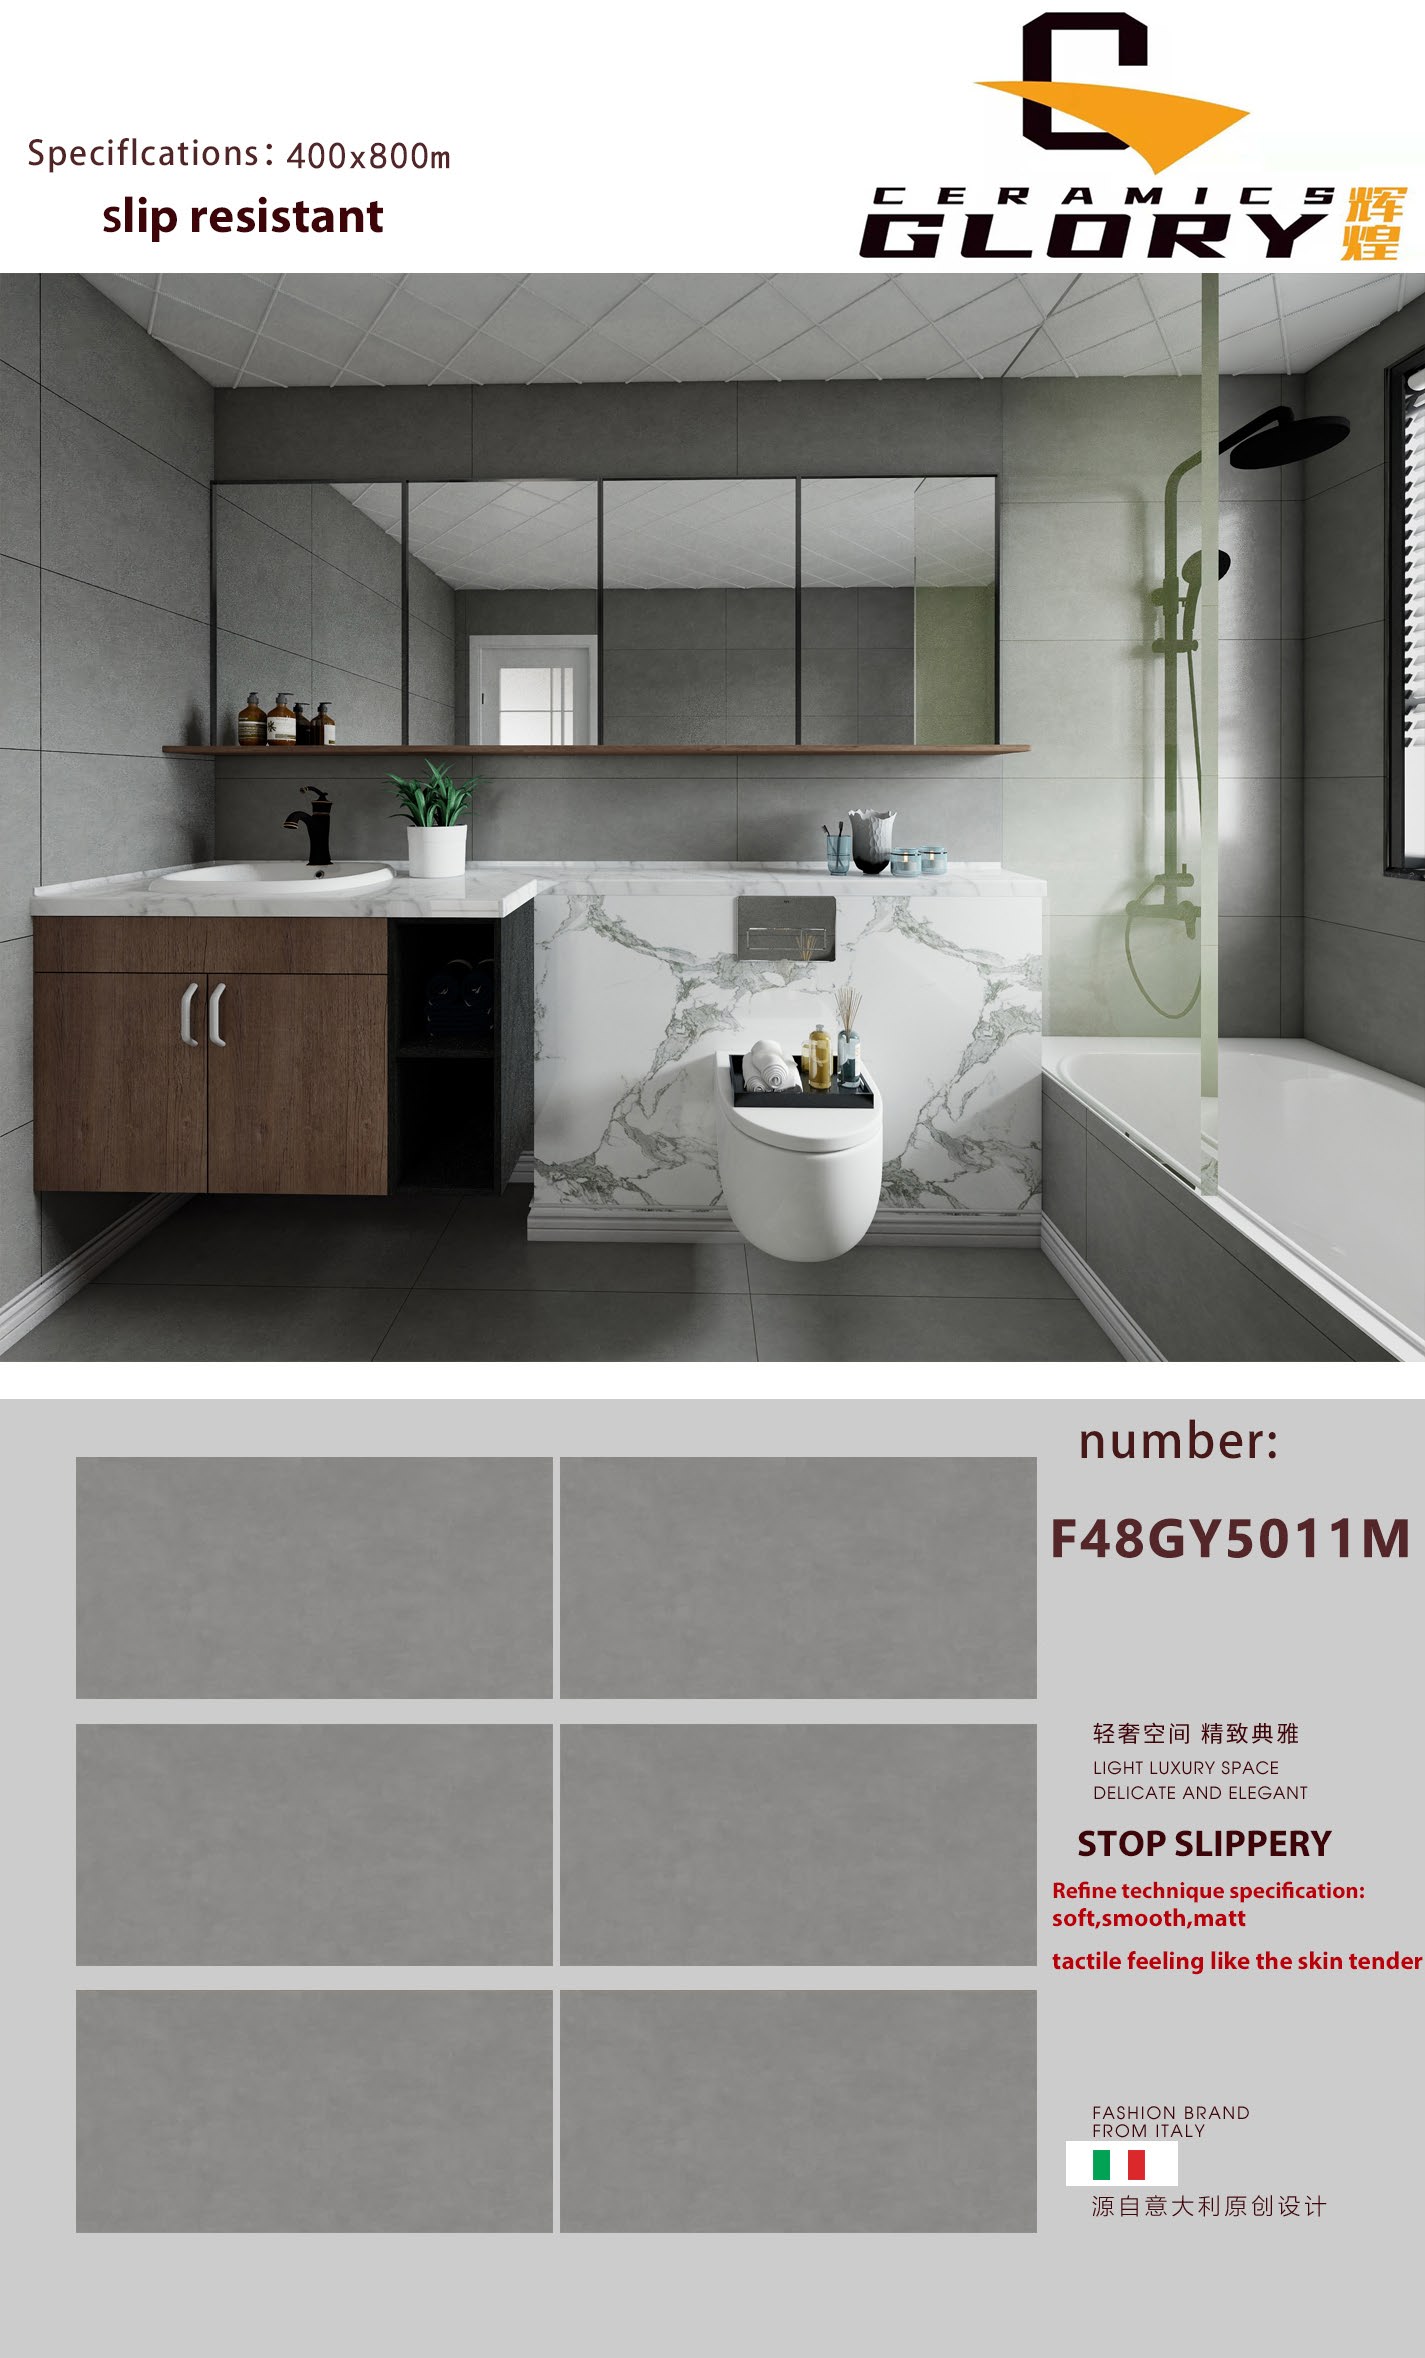 Speciflcations: 400x800m
slip resistant
CERAMICS
GLORY 辉煌
number:
F48GY5011M
轻奢空间 精致典雅
LIGHT LUXURY SPACE
DELICATE AND ELEGANT
STOP SLIPPERY
Refine technique specification:
soft,smooth,matt
tactile feeling like the skin tender
FASHION BRAND
FROM ITALY
源自意大利原创设计